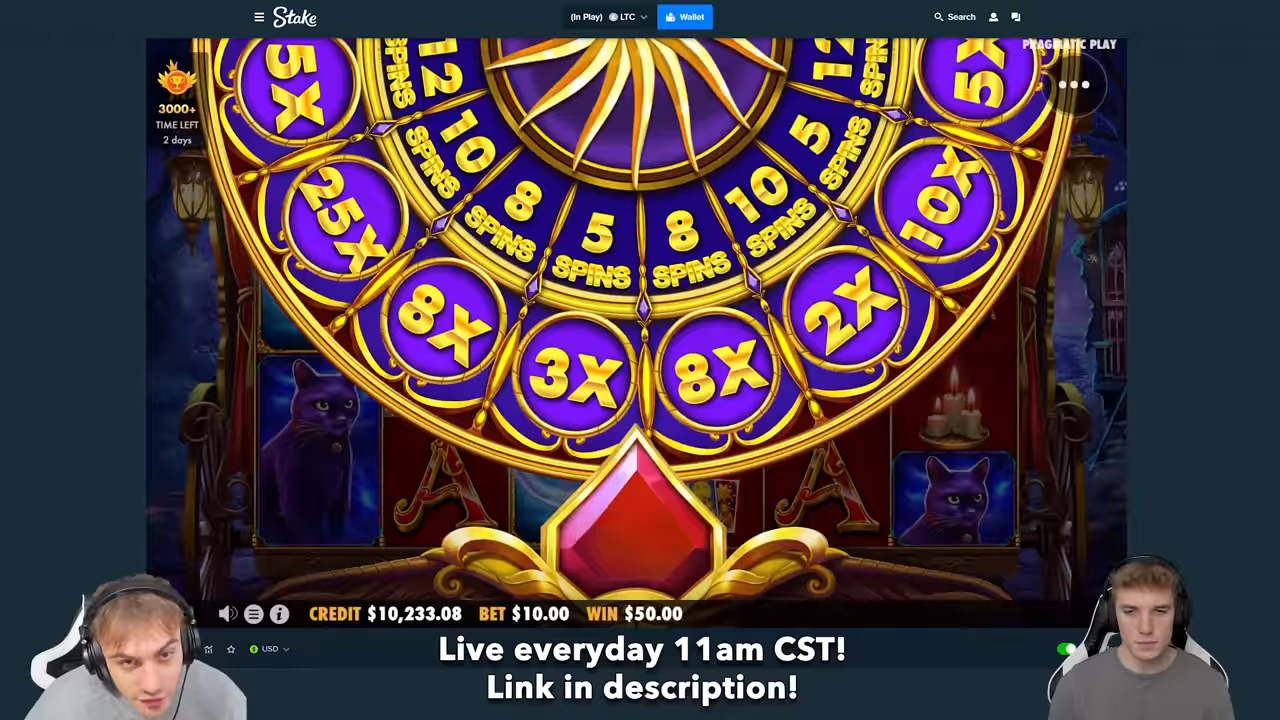 Stake
(In Play) LTC
Wallet
Search
PRAGMATIC PLAY
3000+
TIME LEFT
2 days
5X
25X
8X
3X
8X
2X
10X
5X
12
SPINS
10
SPINS
8
SPINS
5
SPINS
8
SPINS
10
SPINS
5
SPINS
12
SPINS
A
A
CREDIT $10,233.08 BET $10.00 WIN $50.00
USD
Live everyday 11am CST!
Link in description!